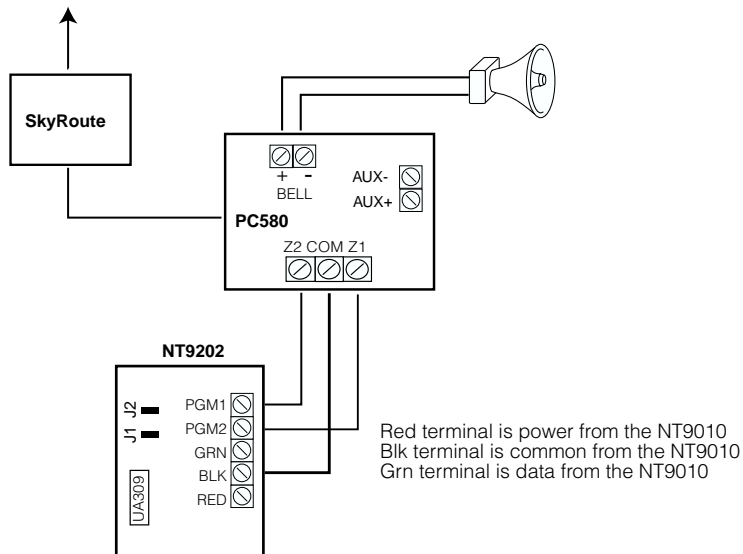 SkyRoute
+ -
BELL
AUX-
AUX+
PC580
Z2 COM Z1
NT9202
J2
J1
PGM1
PGM2
GRN
BLK
RED
UA309
Red terminal is power from the NT9010
Blk terminal is common from the NT9010
Grn terminal is data from the NT9010